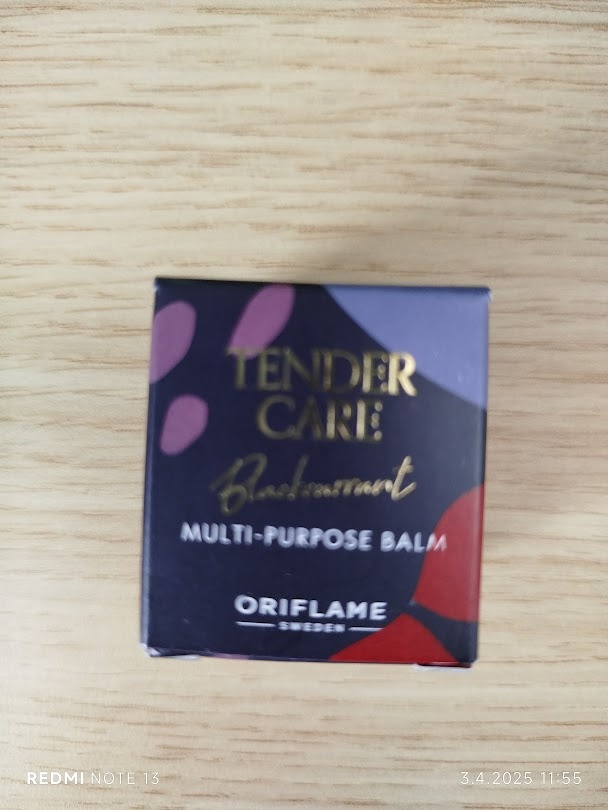 TENDER
CARE
Blackcurrant
MULTI-PURPOSE BALM
ORIFLAME
SWEDEN
REDMI NOTE 13
3.4.2025 11:55